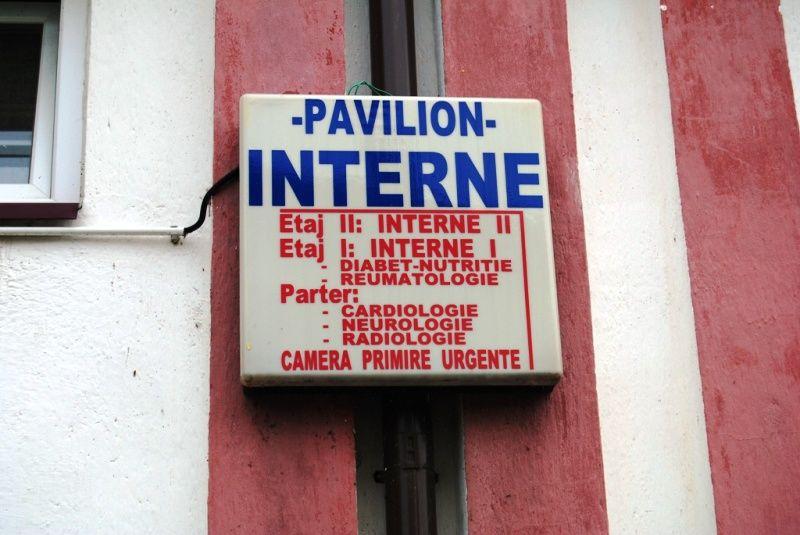 -PAVILION-
INTERNE
Etaj II: INTERNE II
Etaj I: INTERNE I
- DIABET-NUTRITIE
- REUMATOLOGIE
Parter:
- CARDIOLOGIE
- NEUROLOGIE
- RADIOLOGIE
CAMERA PRIMIRE URGENTE